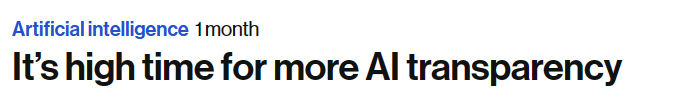 Artificial intelligence 1 month
It’s high time for more AI transparency